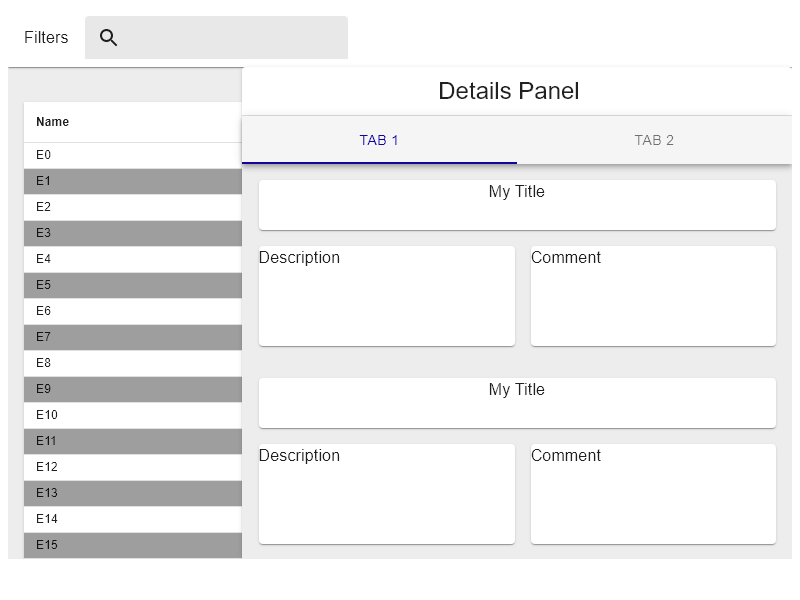 Filters
Details Panel
TAB 1 TAB 2
Name
E0
E1
E2
E3
E4
E5
E6
E7
E8
E9
E10
E11
E12
E13
E14
E15
My Title
Description Comment
My Title
Description Comment